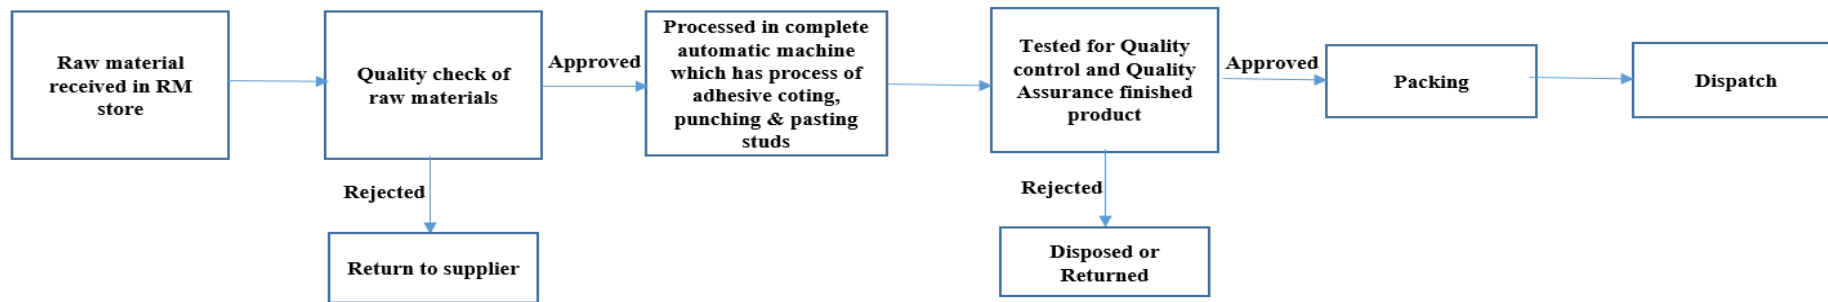 Raw material
received in RM
store
Quality check of
raw materials
Approved
Rejected
Return to supplier
Processed in complete
automatic machine
which has process of
adhesive coting,
punching & pasting
studs
Tested for Quality
control and Quality
Assurance finished
product
Approved
Rejected
Disposed or
Returned
Packing
Dispatch